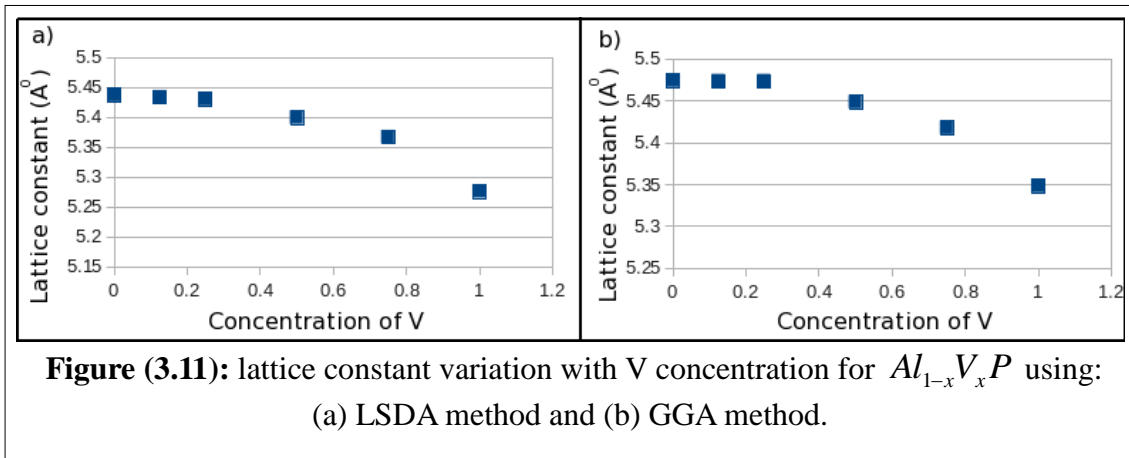 a)
Lattice constant (A⁰)
5.5
5.45
5.4
5.35
5.3
5.25
5.2
5.15
0 0.2 0.4 0.6 0.8 1 1.2
Concentration of V
b)
Lattice constant (A⁰)
5.5
5.45
5.4
5.35
5.3
5.25
0 0.2 0.4 0.6 0.8 1 1.2
Concentration of V
Figure (3.11): lattice constant variation with V concentration for Al₁₋ₓVₓP using:
(a) LSDA method and (b) GGA method.